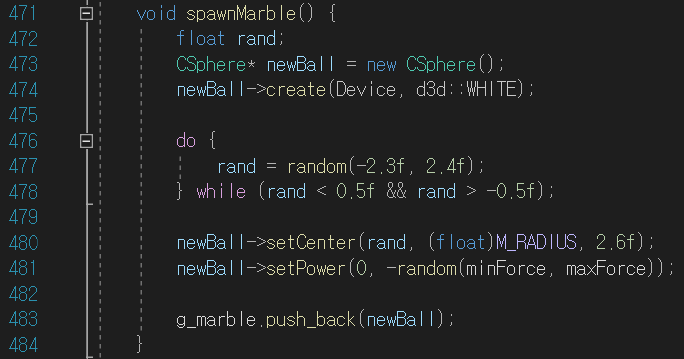 471 void spawnMarble() {
472 float rand;
473 CSphere* newBall = new CSphere();
474 newBall->create(Device, d3d::WHITE);
475
476 do {
477 rand = random(-2.3f, 2.4f);
478 } while (rand < 0.5f && rand > -0.5f);
479
480 newBall->setCenter(rand, (float)M_RADIUS, 2.6f);
481 newBall->setPower(0, -random(minForce, maxForce));
482
483 g_marble.push_back(newBall);
484 }